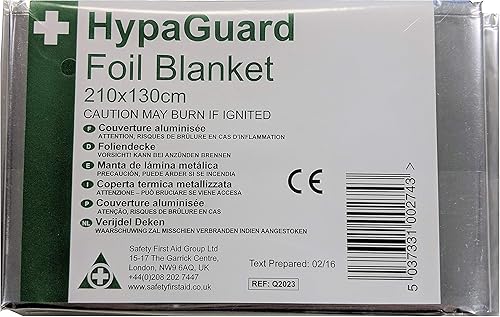 HypaGuard
Foil Blanket
210x130cm
CAUTION MAY BURN IF IGNITED
F Couverture aluminisée
ATTENTION, RISQUES DE BRÛLURE EN CAS D'INFLAMMATION
D Foliendecke
VORSICHT! KANN BEI ANZÜNDEN BRENNEN
E Manta de lámina metálica
PRECAUCIÓN, PUEDE ARDER SI SE INCENDIA
I Coperta termica metallizzata
ATTENZIONE – PUÒ BRUCIARE SE VIENE ACCESA
P Couverture aluminisée
ATENÇÃO, RISQUES DE BRÛLURE EN CAS
NL Verijdel Deken
WAARSCHUWING ZAL MISSCHIEN VERBRANDEN INDIEN AANGESTOKEN
CE
5 037331 002743 >
Safety First Aid Group Ltd
15-17 The Garden Centre,
London, NW9 6AQ, UK
+44(0)208 202 7447
www.safetyfirstaid.co.uk
Text Prepared: 02/16
REF: Q2023